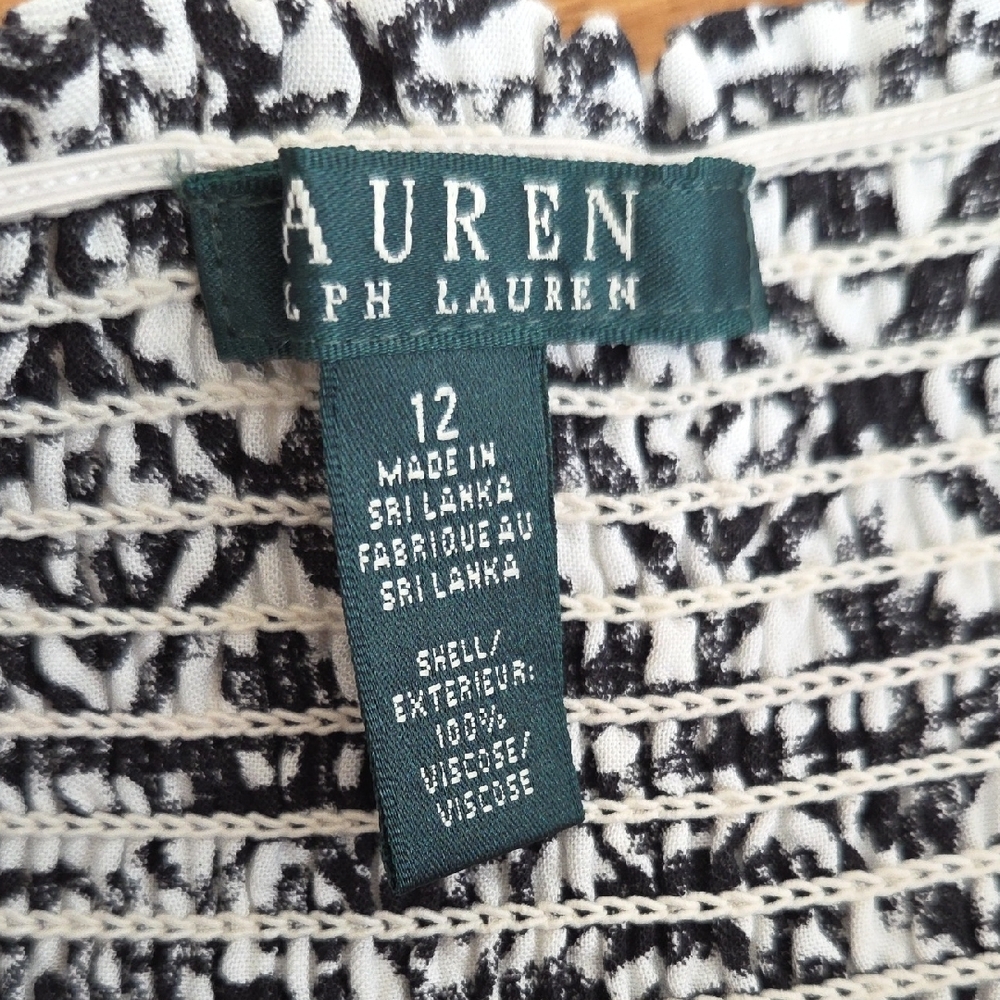 AUREN
LPH LAUREN
12
MADE IN
SRI LANKA
FABRIQUE AU
SRI LANKA
SHELL/
EXTERIEUR:
100%
VISCOSE/
VISCOSE